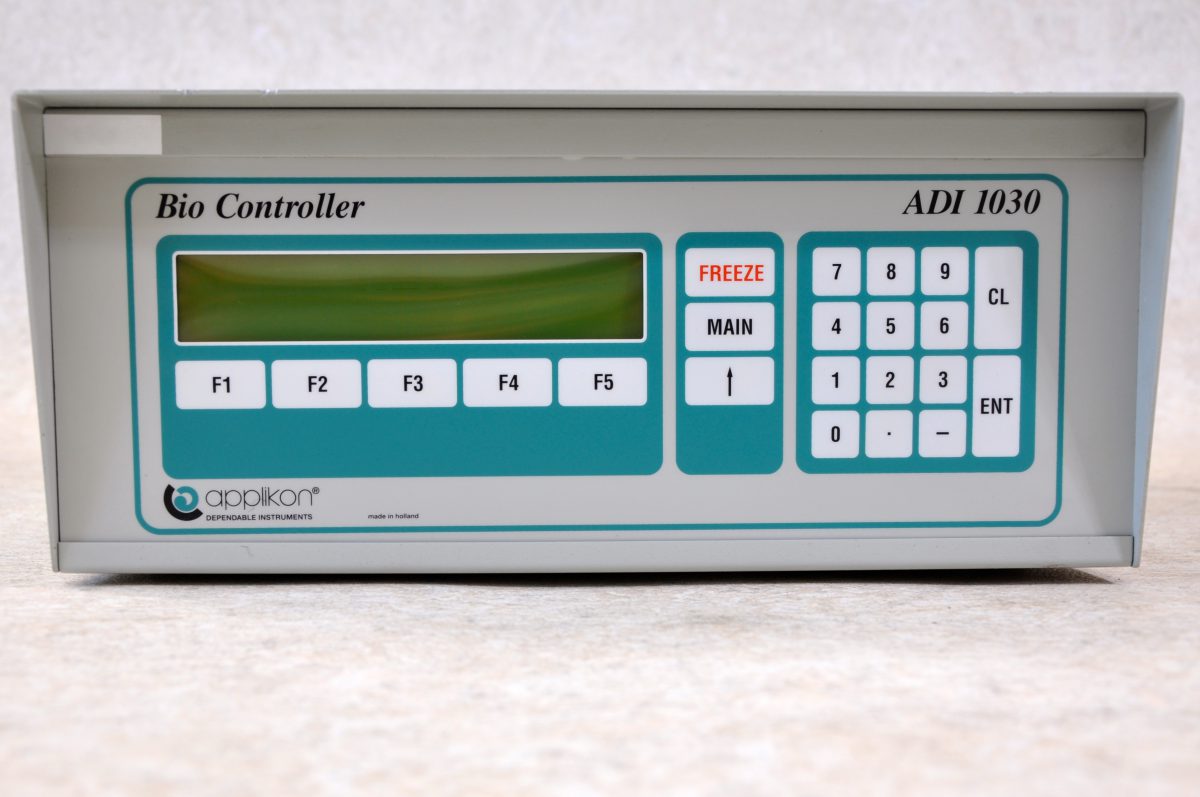 Bio Controller
ADI 1030
F1 F2 F3 F4 F5
FREEZE
MAIN
↑
7 8 9 CL
4 5 6
1 2 3 ENT
0 · –
applikon®
DEPENDABLE INSTRUMENTS
made in holland